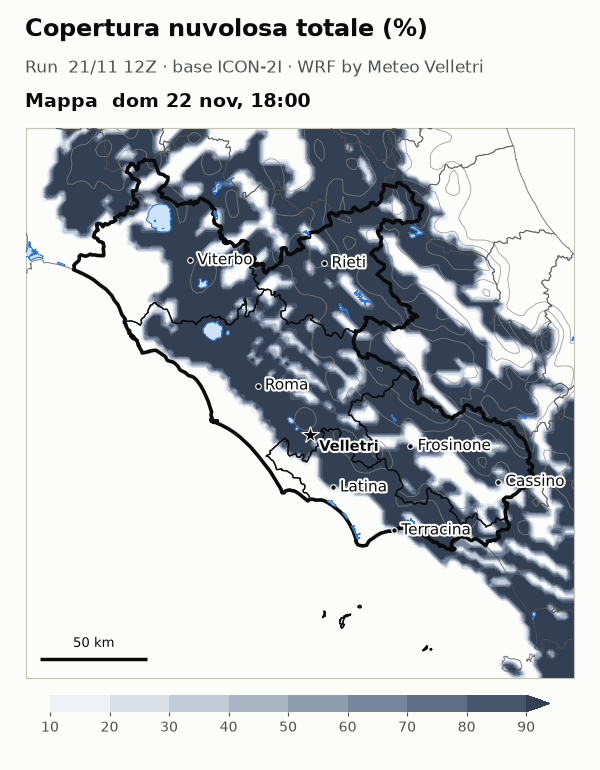 Copertura nuvolosa totale (%)
Run  21/11 12Z · base ICON-2I · WRF by Meteo Velletri
Mappa  dom 22 nov, 18:00
Viterbo
Rieti
Roma
Velletri
Frosinone
Latina
Cassino
Terracina
50 km
10 20 30 40 50 60 70 80 90